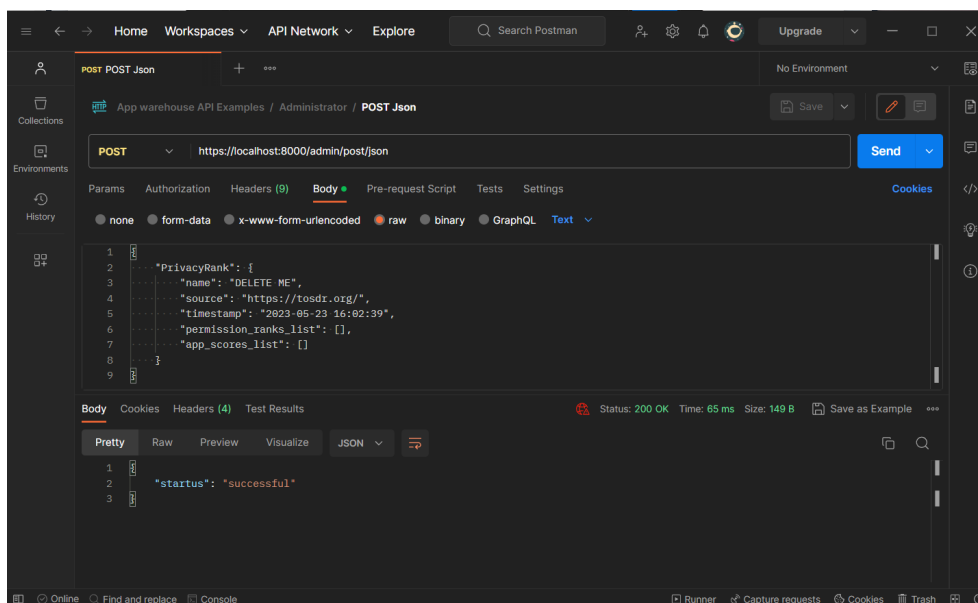 Home Workspaces API Network Explore Search Postman Upgrade
POST POST Json No Environment
HTTP App warehouse API Examples / Administrator / POST Json Save
Collections
Environments
History
POST https://localhost:8000/admin/post/json Send
Params Authorization Headers (9) Body Pre-request Script Tests Settings Cookies
none form-data x-www-form-urlencoded raw binary GraphQL Text
1 {
2 "PrivacyRank": {
3 "name": "DELETE ME",
4 "source": "https://tosdr.org/",
5 "timestamp": "2023-05-23 16:02:39",
6 "permission_ranks_list": [],
7 "app_scores_list": []
8 }
9 }
Body Cookies Headers (4) Test Results Status: 200 OK Time: 65 ms Size: 149 B Save as Example
Pretty Raw Preview Visualize JSON
1 {
2 "startus": "successful"
3 }
Online Find and replace Console Runner Capture requests Cookies Trash